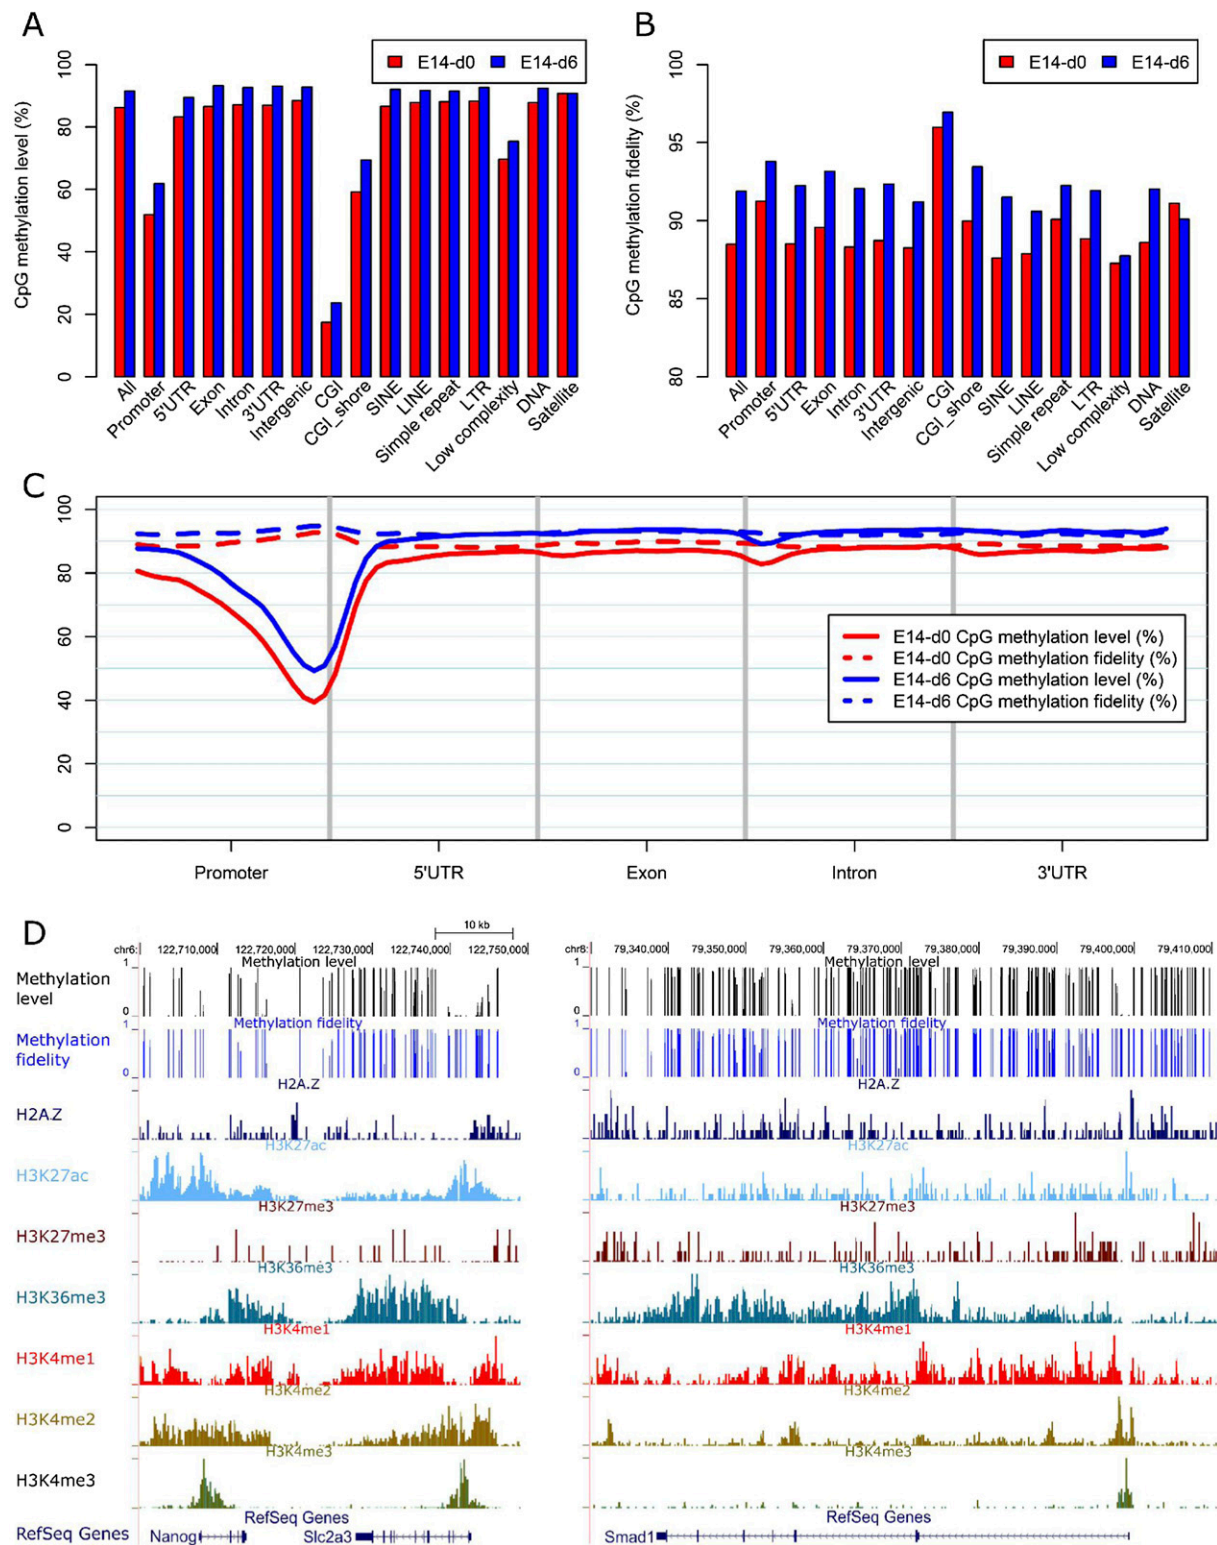 A
E14-d0 E14-d6
CpG methylation level (%)
100
80
60
40
20
0
All
Promoter
5'UTR
Exon
Intron
3'UTR
Intergenic
CGI
CGI_shore
SINE
LINE
Simple repeat
LTR
Low complexity
DNA
Satellite
B
E14-d0 E14-d6
CpG methylation fidelity (%)
100
95
90
85
80
All
Promoter
5'UTR
Exon
Intron
3'UTR
Intergenic
CGI
CGI_shore
SINE
LINE
Simple repeat
LTR
Low complexity
DNA
Satellite
C
100
80
60
40
20
0
E14-d0 CpG methylation level (%)
E14-d0 CpG methylation fidelity (%)
E14-d6 CpG methylation level (%)
E14-d6 CpG methylation fidelity (%)
Promoter 5'UTR Exon Intron 3'UTR
D
10 kb
chr6: 122,710,000 122,720,000 122,730,000 122,740,000 122,750,000
chr8: 79,340,000 79,350,000 79,360,000 79,370,000 79,380,000 79,390,000 79,400,000 79,410,000
Methylation level Methylation level
Methylation level
1
0
1
0
Methylation fidelity Methylation fidelity
Methylation fidelity
1
0
1
0
H2A.Z H2A.Z
H2A.Z
H3K27ac H3K27ac
H3K27ac
H3K27me3 H3K27me3
H3K27me3
H3K36me3 H3K36me3
H3K36me3
H3K4me1 H3K4me1
H3K4me1
H3K4me2 H3K4me2
H3K4me2
H3K4me3 H3K4me3
H3K4me3
RefSeq Genes RefSeq Genes
RefSeq Genes Nanog Slc2a3 Smad1